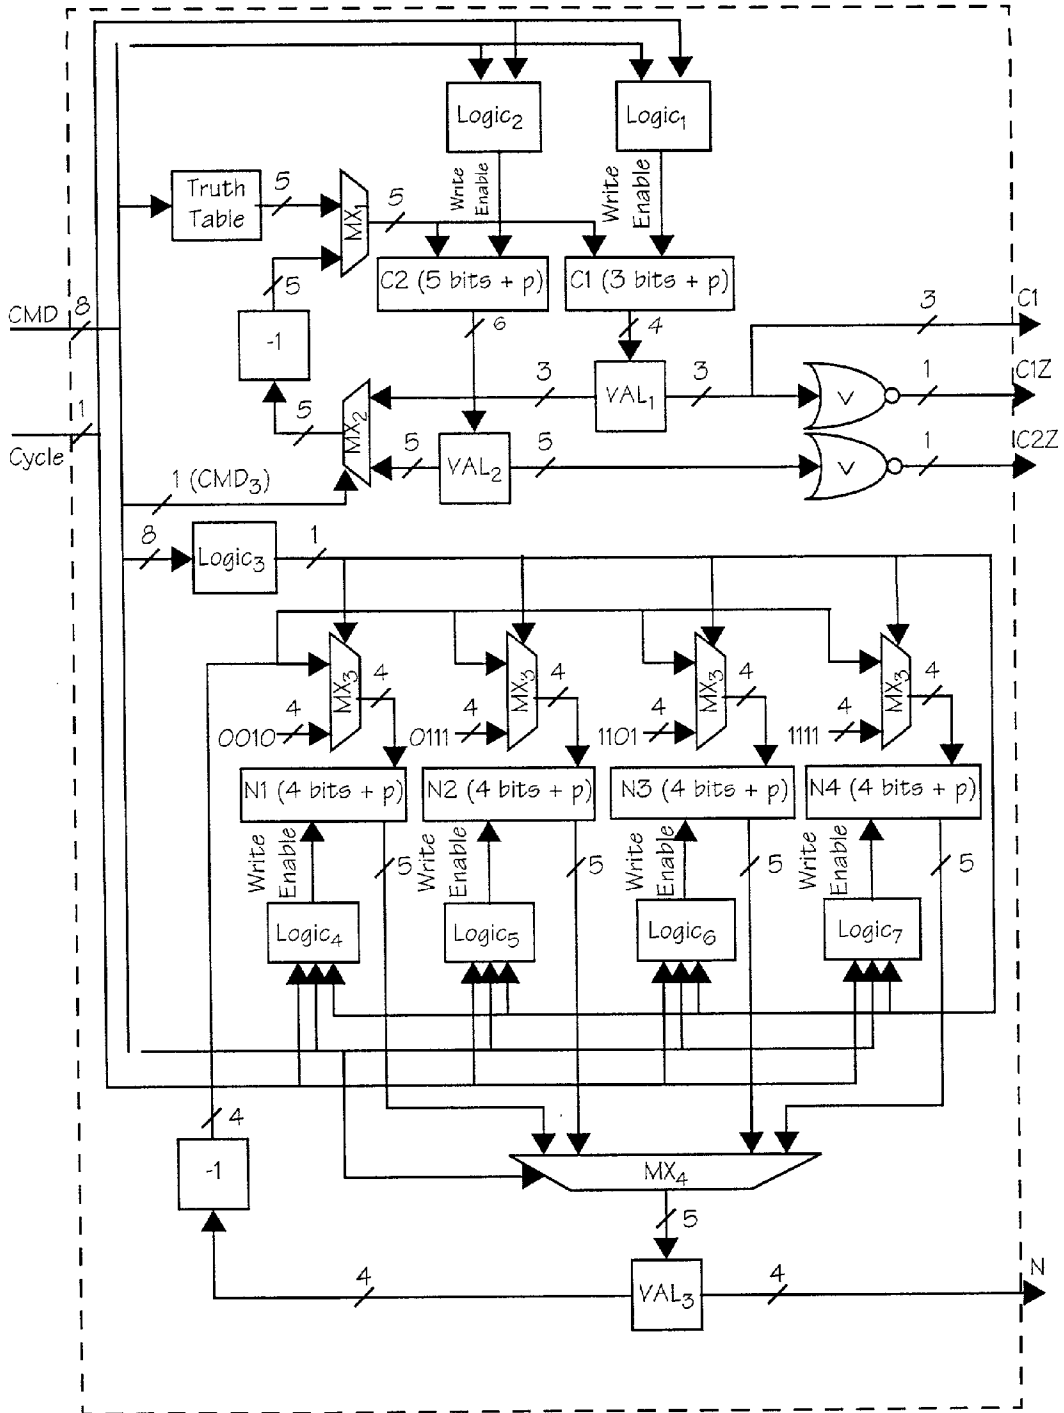 Logic2
Logic1
Write
Enable
Write
Enable
Truth
Table
5
MX1
5
5
C2 (5 bits + p)
C1 (3 bits + p)
CMD
8
-1
6
4
3
C1
3
VAL1
3
1
C1Z
V
1
Cycle
5
MX2
5
VAL2
5
V
1
C2Z
1 (CMD3)
8
Logic3
1
MX3
4
MX3
4
MX3
4
MX3
4
0010
4
0111
4
1101
4
1111
4
N1 (4 bits + p)
N2 (4 bits + p)
N3 (4 bits + p)
N4 (4 bits + p)
Write
Enable
5
Write
Enable
5
Write
Enable
5
Write
Enable
5
Logic4
Logic5
Logic6
Logic7
4
-1
MX4
5
4
VAL3
4
N